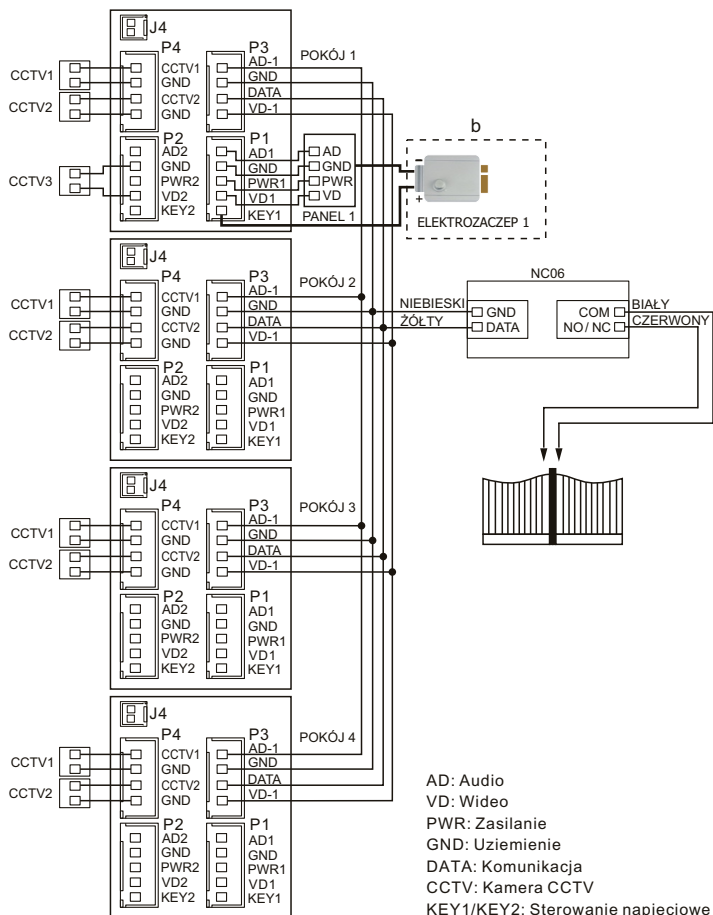 J4
P4
P3
POKÓJ 1
CCTV1
CCTV2
CCTV1
GND
CCTV2
GND
AD-1
GND
DATA
VD-1
P2
P1
CCTV3
AD2
GND
PWR2
VD2
KEY2
AD1
GND
PWR1
VD1
KEY1
AD
GND
PWR
VD
PANEL 1
b
-
+
ELEKTROZACZEP 1
J4
P4
P3
POKÓJ 2
CCTV1
CCTV2
CCTV1
GND
CCTV2
GND
AD-1
GND
DATA
VD-1
P2
P1
AD2
GND
PWR2
VD2
KEY2
AD1
GND
PWR1
VD1
KEY1
NC06
NIEBIESKI
ŻÓŁTY
GND
DATA
COM
NO/NC
BIAŁY
CZERWONY
J4
P4
P3
POKÓJ 3
CCTV1
CCTV2
CCTV1
GND
CCTV2
GND
AD-1
GND
DATA
VD-1
P2
P1
AD2
GND
PWR2
VD2
KEY2
AD1
GND
PWR1
VD1
KEY1
J4
P4
P3
POKÓJ 4
CCTV1
CCTV2
CCTV1
GND
CCTV2
GND
AD-1
GND
DATA
VD-1
P2
P1
AD2
GND
PWR2
VD2
KEY2
AD1
GND
PWR1
VD1
KEY1
AD: Audio
VD: Wideo
PWR: Zasilanie
GND: Uziemienie
DATA: Komunikacja
CCTV: Kamera CCTV
KEY1/KEY2: Sterowanie napięciowe